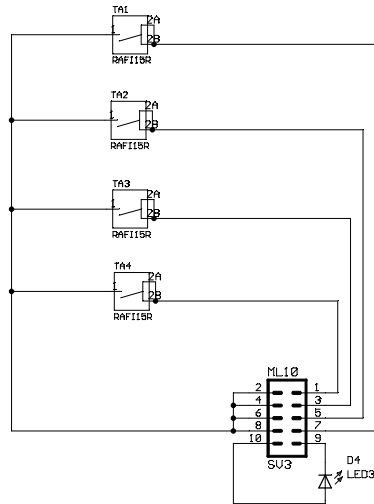 TA1
1
2A
2B
RAFI15R
TA2
1
2A
2B
RAFI15R
TA3
1
2A
2B
RAFI15R
TA4
1
2A
2B
RAFI15R
ML10
2 1
4 3
6 5
8 7
10 9
SV3
D4
LED3